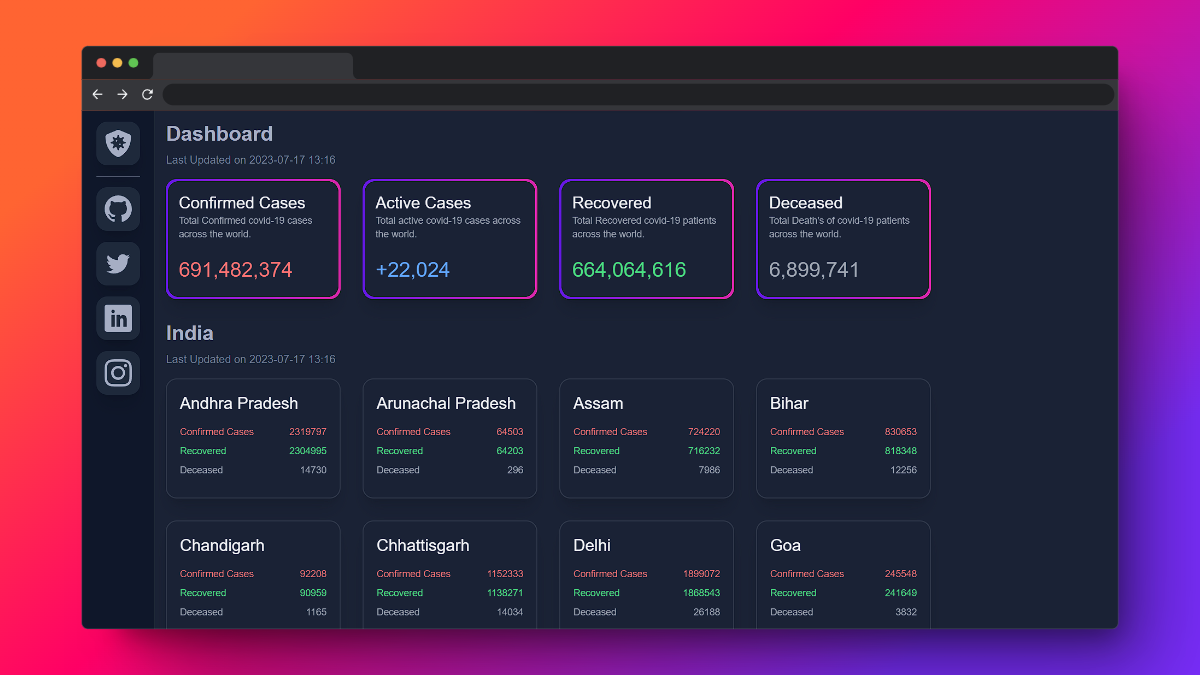 Dashboard
Last Updated on 2023-07-17 13:16
Confirmed Cases
Total Confirmed covid-19 cases
across the world.
691,482,374
Active Cases
Total active covid-19 cases across
the world.
+22,024
Recovered
Total Recovered covid-19 patients
across the world.
664,064,616
Deceased
Total Death's of covid-19 patients
across the world.
6,899,741
India
Last Updated on 2023-07-17 13:16
Andhra Pradesh
Confirmed Cases 2319797
Recovered 2304995
Deceased 14730
Arunachal Pradesh
Confirmed Cases 64503
Recovered 64203
Deceased 296
Assam
Confirmed Cases 724220
Recovered 716232
Deceased 7986
Bihar
Confirmed Cases 830653
Recovered 818348
Deceased 12256
Chandigarh
Confirmed Cases 92208
Recovered 90959
Deceased 1165
Chhattisgarh
Confirmed Cases 1152333
Recovered 1138271
Deceased 14034
Delhi
Confirmed Cases 1899072
Recovered 1868543
Deceased 26188
Goa
Confirmed Cases 245548
Recovered 241649
Deceased 3832